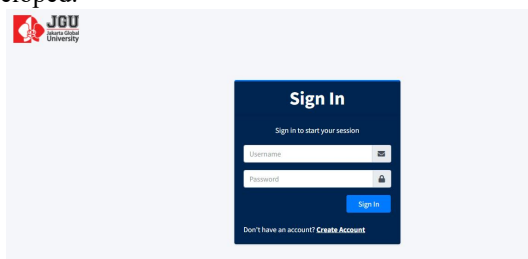 eloped.
JGU
Jakarta Global
University
Sign In
Sign in to start your session
Username
Password
Sign In
Don't have an account? Create Account